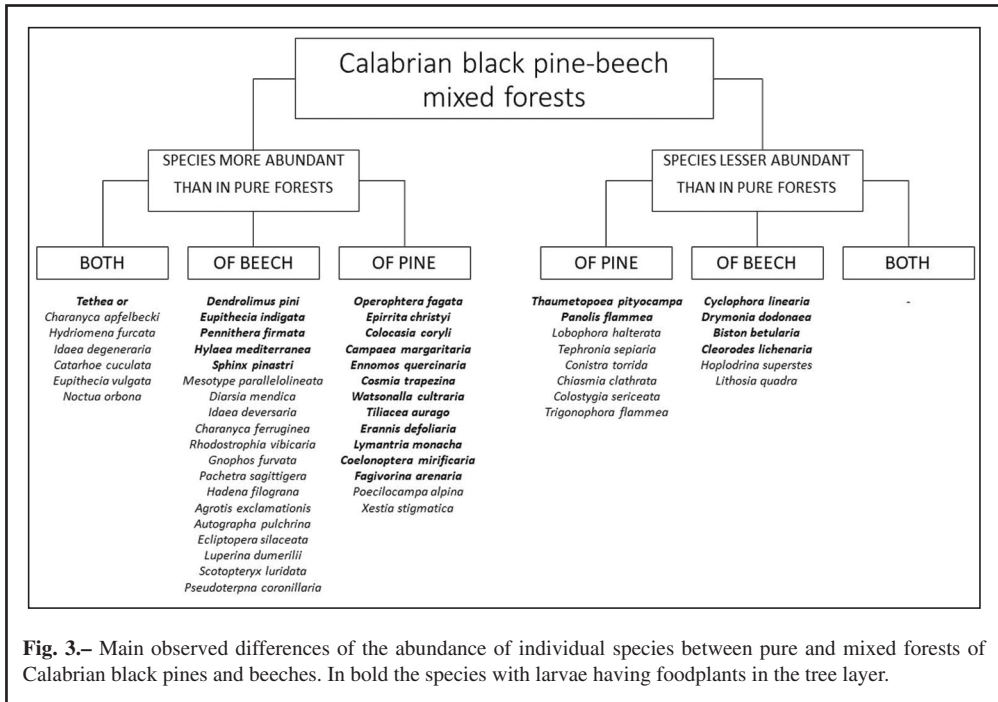 Calabrian black pine-beech
mixed forests
SPECIES MORE ABUNDANT
THAN IN PURE FORESTS
SPECIES LESSER ABUNDANT
THAN IN PURE FORESTS
BOTH
OF BEECH
OF PINE
OF PINE
OF BEECH
BOTH
Tethea or
Charanyca apfelbecki
Hydriomena furcata
Idaea degeneraria
Catarhoe cuculata
Eupithecia vulgata
Noctua orbona
Dendrolimus pini
Eupithecia indigata
Pennithera firmata
Hylaea mediterranea
Sphinx pinastri
Mesotype parallelolineata
Diarsia mendica
Idaea deversaria
Charanyca ferruginea
Rhodostrophia vibicaria
Gnophos furvata
Pachetra sagittigera
Hadena filograna
Agrotis exclamationis
Autographa pulchrina
Ecliptopera silaceata
Luperina dumerilii
Scotopteryx luridata
Pseudoterpna coronillaria
Operophtera fagata
Epirrita christyi
Colocasia coryli
Campaea margaritaria
Ennomos quercinaria
Cosmia trapezina
Watsonalla cultraria
Tiliacea aurago
Erannis defoliaria
Lymantria monacha
Coelonoptera mirificaria
Fagivorina arenaria
Poecilocampa alpina
Xestia stigmatica
Thaumetopoea pityocampa
Panolis flammea
Lobophora halterata
Tephronia sepiaria
Conistra torrida
Chiasmia clathrata
Colostygia sericeata
Trigonophora flammea
Cyclophora linearia
Drymonia dodonaea
Biston betularia
Cleorodes lichenaria
Hoplodrina superstes
Lithosia quadra
-
Fig. 3.– Main observed differences of the abundance of individual species between pure and mixed forests of
Calabrian black pines and beeches. In bold the species with larvae having foodplants in the tree layer.